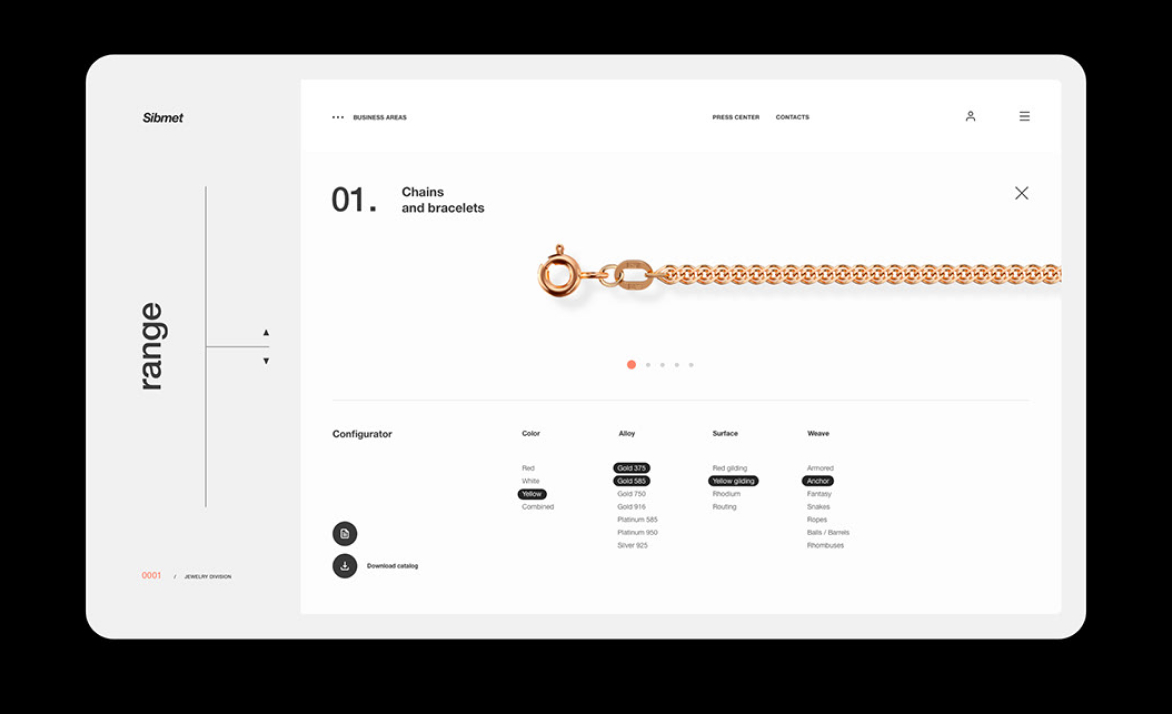 Sibmet
BUSINESS AREAS
PRESS CENTER
CONTACTS
range
01.
Chains
and bracelets
Configurator
Color
Red
White
Yellow
Combined
Alloy
Gold 375
Gold 585
Gold 750
Gold 916
Platinum 585
Platinum 950
Silver 925
Surface
Red gilding
Yellow gilding
Rhodium
Routing
Weave
Armored
Anchor
Fantasy
Snakes
Ropes
Balls / Barrels
Rhombuses
Download catalog
0001 / JEWELRY DIVISION